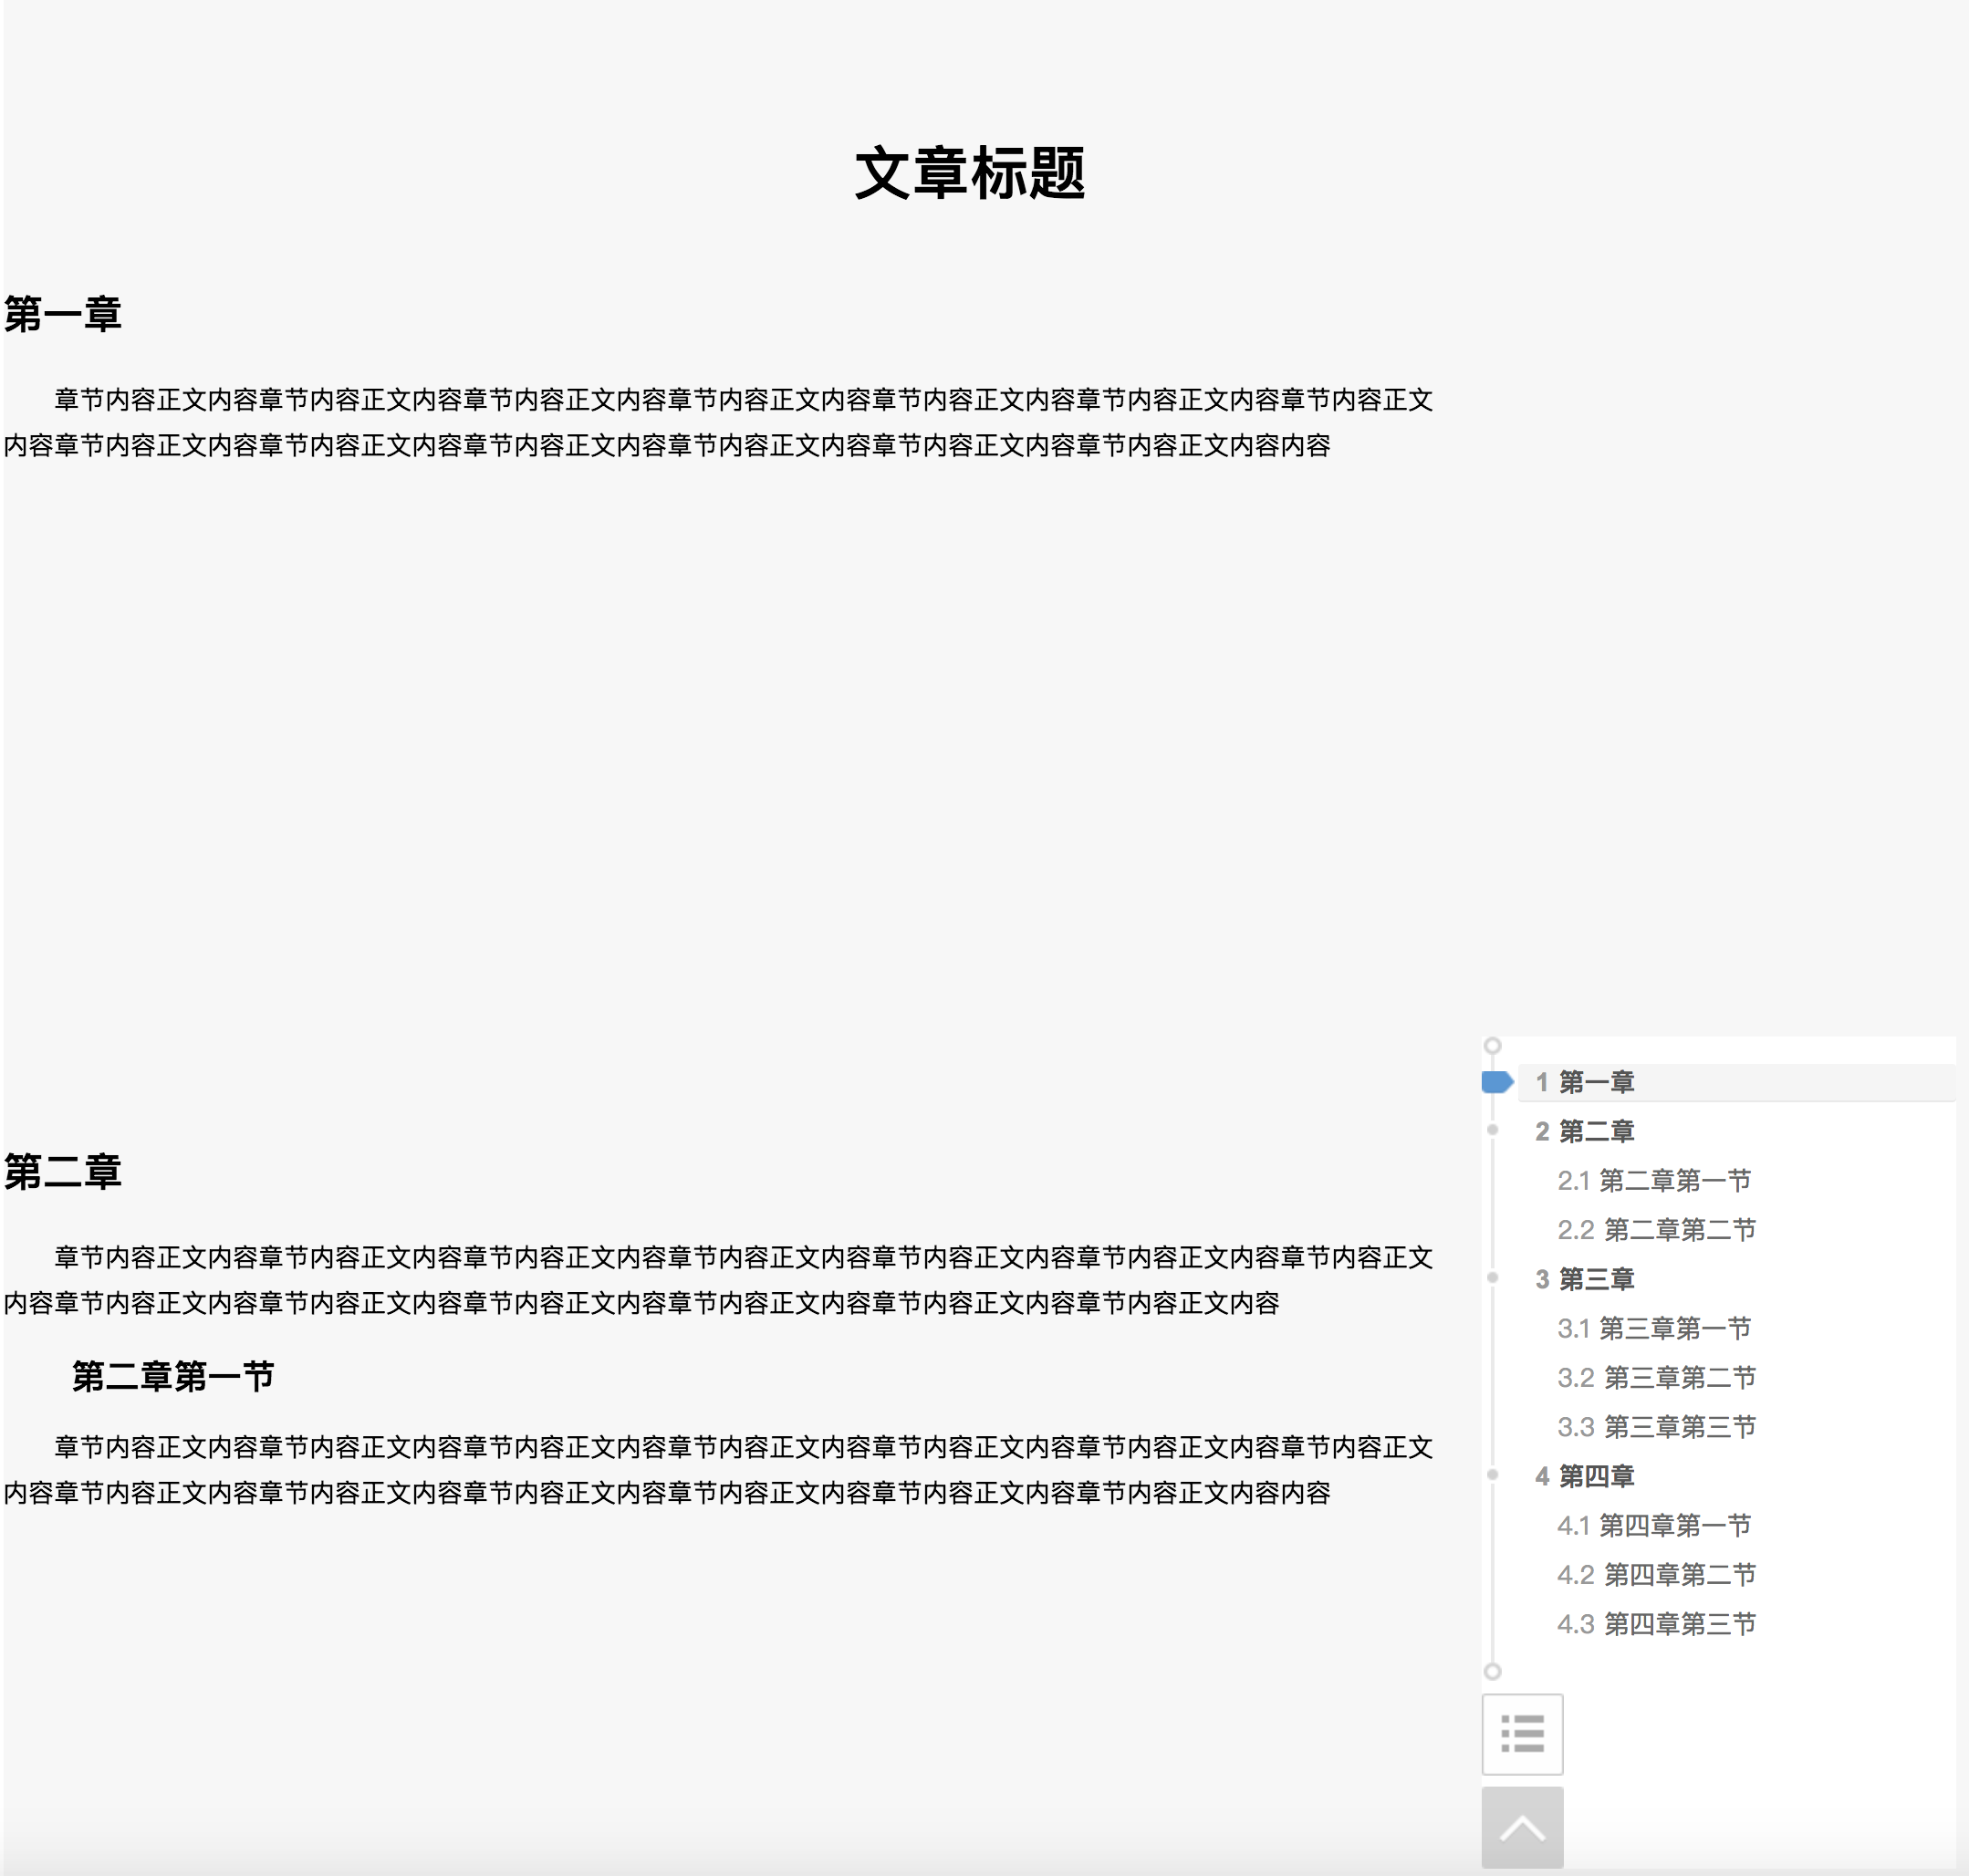 文章标题
第一章
章节内容正文内容章节内容正文内容章节内容正文内容章节内容正文内容章节内容正文内容章节内容正文内容章节内容正文
内容章节内容正文内容章节内容正文内容章节内容正文内容章节内容正文内容章节内容正文内容章节内容正文内容内容
第二章
章节内容正文内容章节内容正文内容章节内容正文内容章节内容正文内容章节内容正文内容章节内容正文内容章节内容正文
内容章节内容正文内容章节内容正文内容章节内容正文内容章节内容正文内容章节内容正文内容章节内容正文内容
第二章第一节
章节内容正文内容章节内容正文内容章节内容正文内容章节内容正文内容章节内容正文内容章节内容正文内容章节内容正文
内容章节内容正文内容章节内容正文内容章节内容正文内容章节内容正文内容章节内容正文内容章节内容正文内容内容
1 第一章
2 第二章
2.1 第二章第一节
2.2 第二章第二节
3 第三章
3.1 第三章第一节
3.2 第三章第二节
3.3 第三章第三节
4 第四章
4.1 第四章第一节
4.2 第四章第二节
4.3 第四章第三节